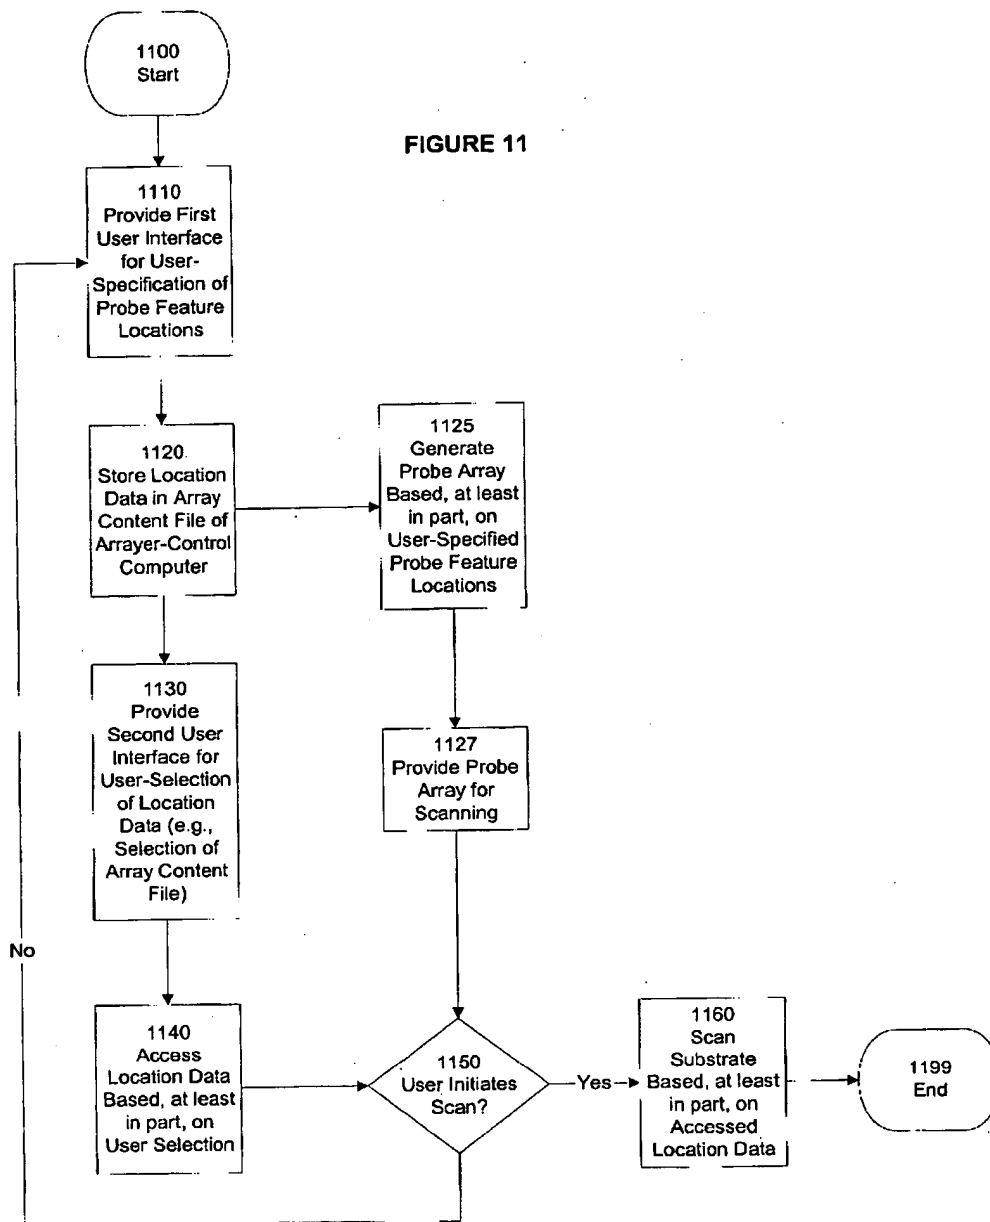 1100
Start
FIGURE 11
1110
Provide First
User Interface
for User-
Specification of
Probe Feature
Locations
1120
Store Location
Data in Array
Content File of
Arrayer-Control
Computer
1125
Generate
Probe Array
Based, at least
in part, on
User-Specified
Probe Feature
Locations
1130
Provide
Second User
Interface for
User-Selection
of Location
Data (e.g.,
Selection of
Array Content
File)
1127
Provide Probe
Array for
Scanning
No
1140
Access
Location Data
Based, at least
in part, on
User Selection
1150
User Initiates
Scan?
Yes
1160
Scan
Substrate
Based, at least
in part, on
Accessed
Location Data
1199
End